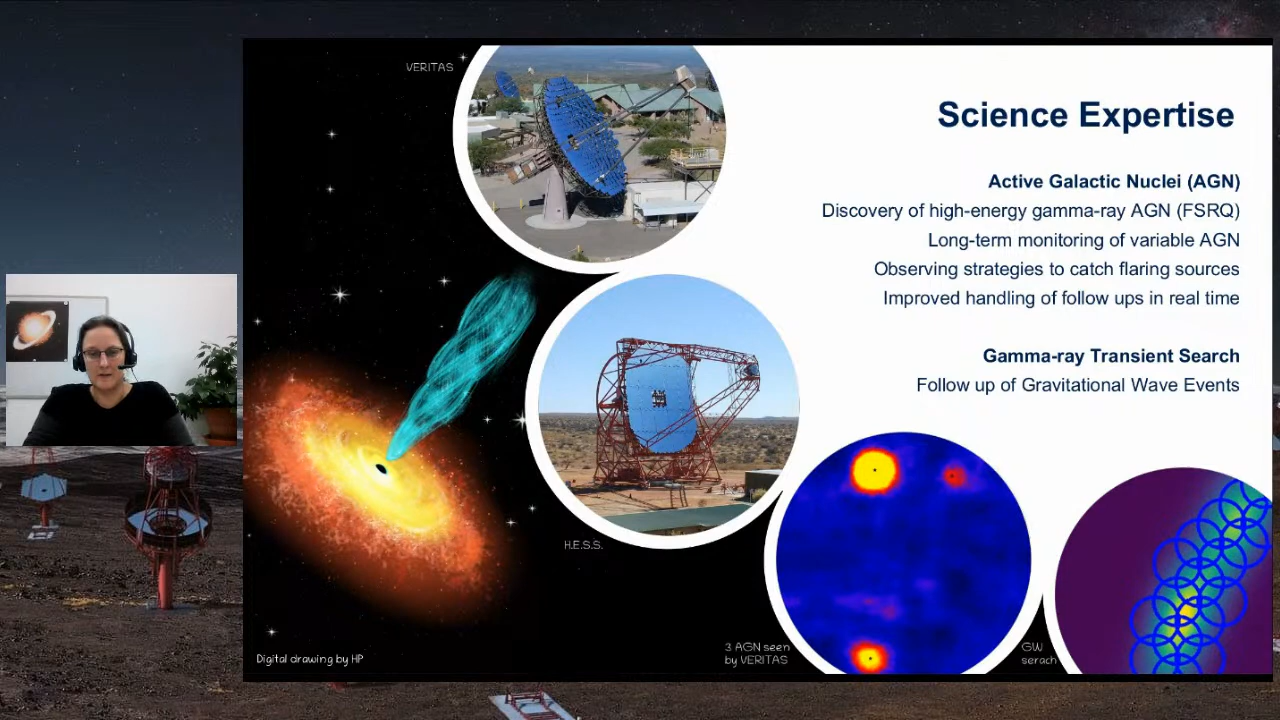 VERITAS
Science Expertise
Active Galactic Nuclei (AGN)
Discovery of high-energy gamma-ray AGN (FSRQ)
Long-term monitoring of variable AGN
Observing strategies to catch flaring sources
Improved handling of follow ups in real time
Gamma-ray Transient Search
Follow up of Gravitational Wave Events
H.E.S.S.
3 AGN seen
by VERITAS
GW
serach
Digital drawing by HP